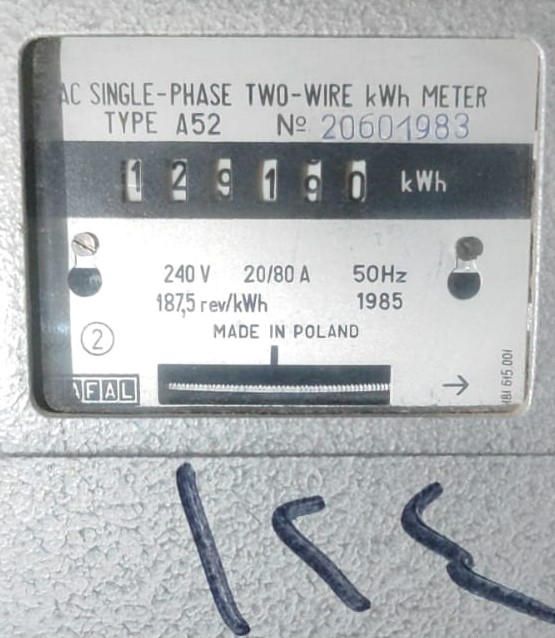 AC SINGLE-PHASE TWO-WIRE kWh METER
TYPE A52 Nº 20601983
129190 kWh
240 V 20/80 A 50Hz
187,5 rev/kWh 1985
MADE IN POLAND
2
AFAL →